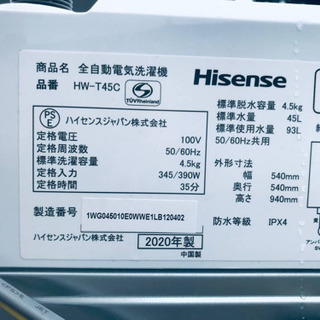 商品名 全自動電気洗濯機
品番 HW-T45C
TÜVRheinland
Hisense
PS
E
ハイセンスジャパン株式会社
定格電圧 100V
定格周波数 50/60Hz
標準洗濯容量 4.5kg
定格入力 345/390W
定格時間 35分
製造番号 1WG045010E0WWE1LB120402
ハイセンスジャパン株式会社
2020年製
中国製
標準脱水容量 4.5kg
標準水量 45L
標準使用水量 93L
50/60Hz共用
外形寸法
幅 540mm
奥行 540mm
高さ 940mm
防水等級 IPX4